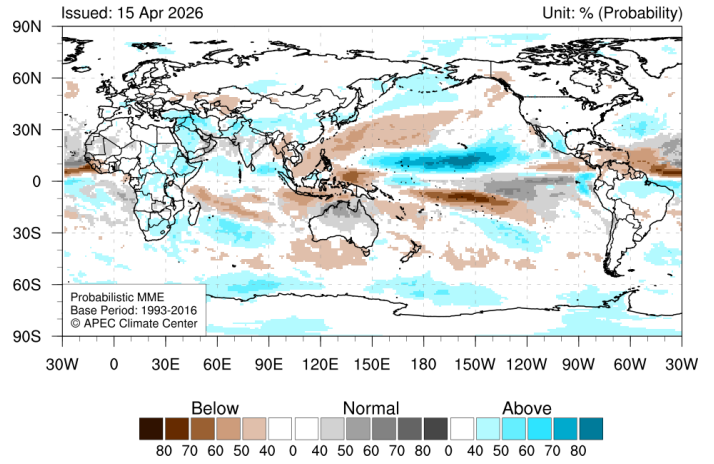 Issued: 15 Apr 2026 Unit: % (Probability)
90N
60N
30N
0
30S
60S
90S
Probabilistic MME
Base Period: 1993-2016
© APEC Climate Center
30W 0 30E 60E 90E 120E 150E 180 150W 120W 90W 60W 30W
Below Normal Above
80 70 60 50 40 0 40 50 60 70 80 0 40 50 60 70 80